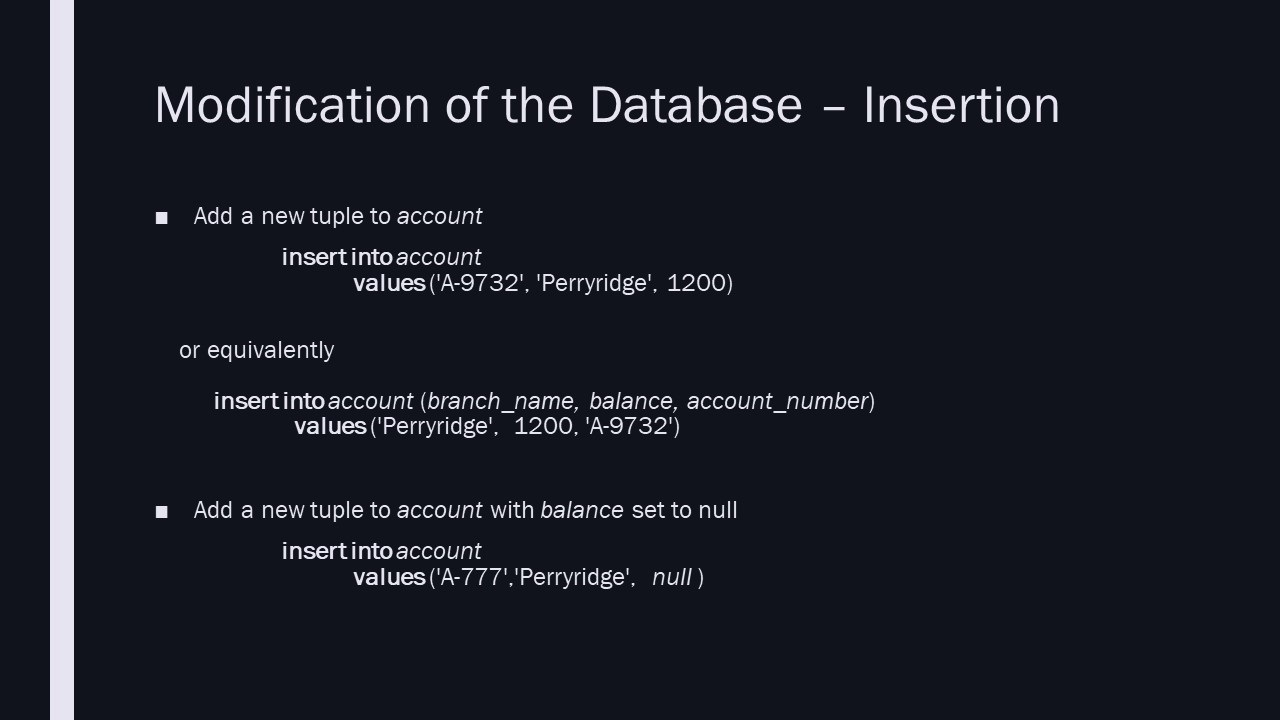 Modification of the Database – Insertion
■ Add a new tuple to account
insert into account
values ('A-9732', 'Perryridge', 1200)
or equivalently
insert into account (branch_name, balance, account_number)
values ('Perryridge', 1200, 'A-9732')
■ Add a new tuple to account with balance set to null
insert into account
values ('A-777','Perryridge', null )